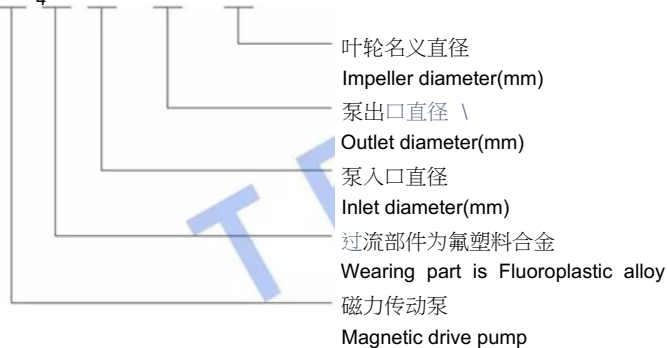 4
叶轮名义直径
Impeller diameter(mm)
泵出口直径 \
Outlet diameter(mm)
泵入口直径
Inlet diameter(mm)
过流部件为氟塑料合金
Wearing part is Fluoroplastic alloy
磁力传动泵
Magnetic drive pump